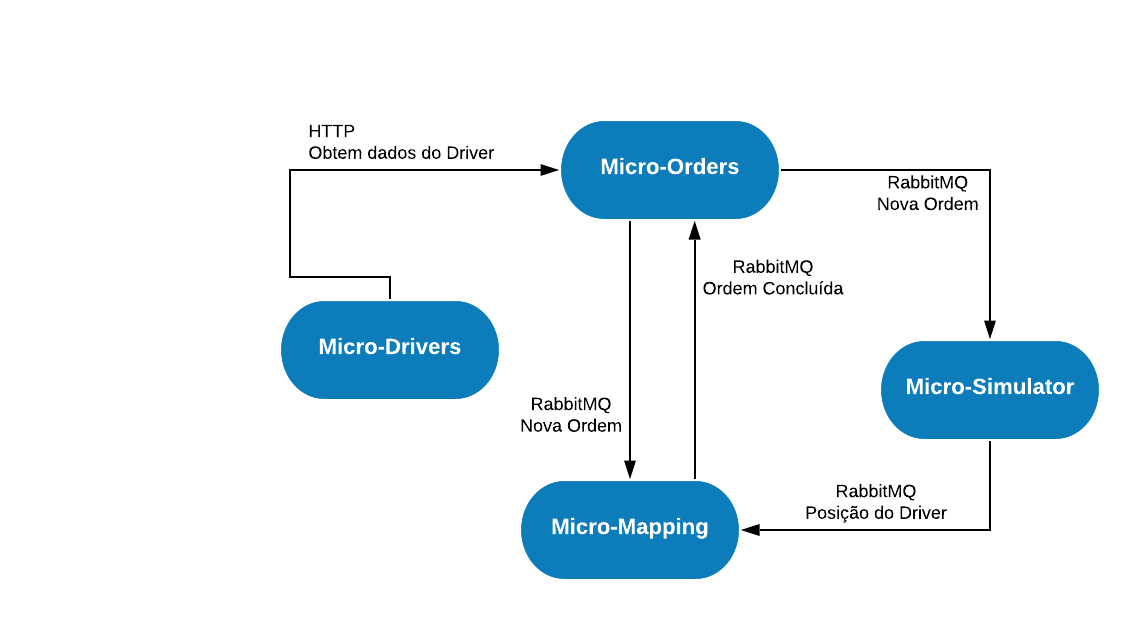 HTTP
Obtem dados do Driver
Micro-Orders
RabbitMQ
Nova Ordem
RabbitMQ
Ordem Concluída
Micro-Drivers
Micro-Simulator
RabbitMQ
Nova Ordem
RabbitMQ
Posição do Driver
Micro-Mapping